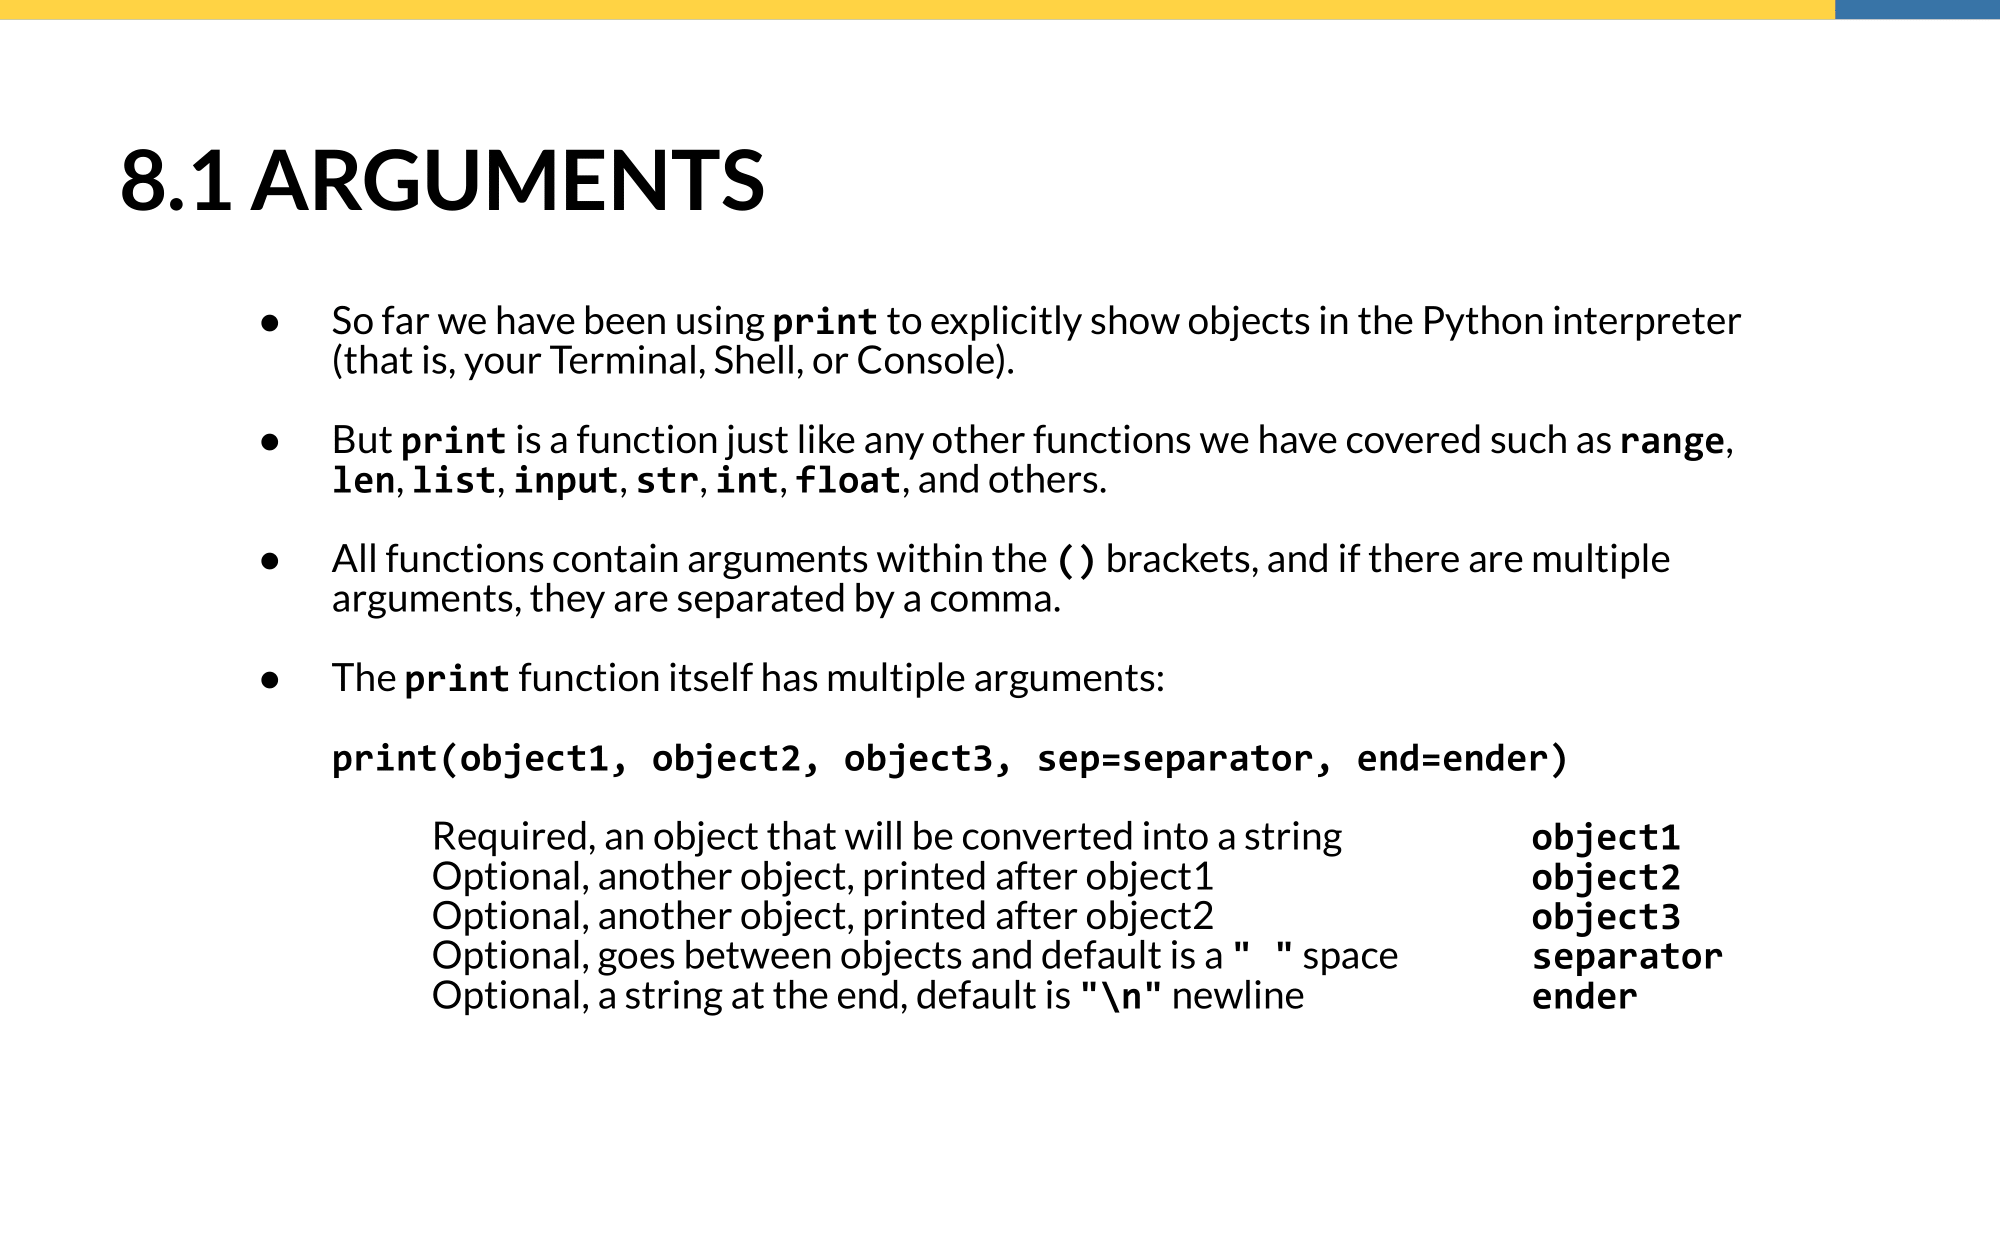 8.1 ARGUMENTS
● So far we have been using print to explicitly show objects in the Python interpreter
(that is, your Terminal, Shell, or Console).
● But print is a function just like any other functions we have covered such as range,
len, list, input, str, int, float, and others.
● All functions contain arguments within the () brackets, and if there are multiple
arguments, they are separated by a comma.
● The print function itself has multiple arguments:
print(object1, object2, object3, sep=separator, end=ender)
Required, an object that will be converted into a string object1
Optional, another object, printed after object1 object2
Optional, another object, printed after object2 object3
Optional, goes between objects and default is a " " space separator
Optional, a string at the end, default is "\n" newline ender